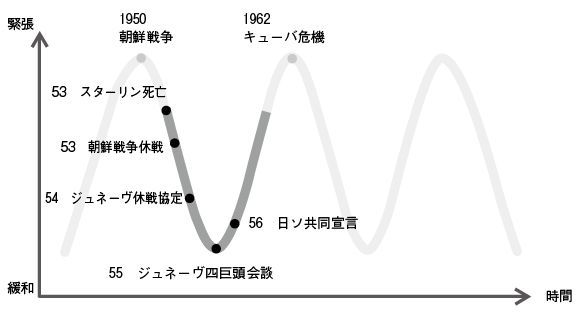 緊張
1950
朝鮮戦争
1962
キューバ危機
53 スターリン死亡
53 朝鮮戦争休戦
54 ジュネーヴ休戦協定
56 日ソ共同宣言
55 ジュネーヴ四巨頭会談
緩和
時間